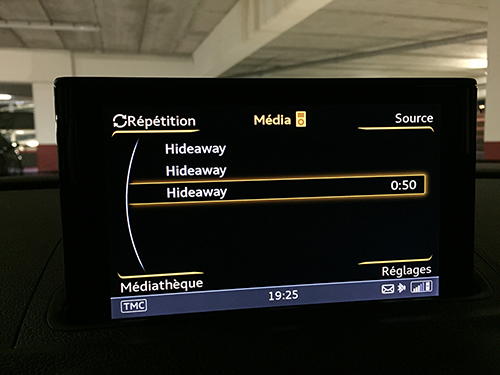 Répétition Média Source
Hideaway
Hideaway
Hideaway 0:50
Médiathèque Réglages
TMC 19:25